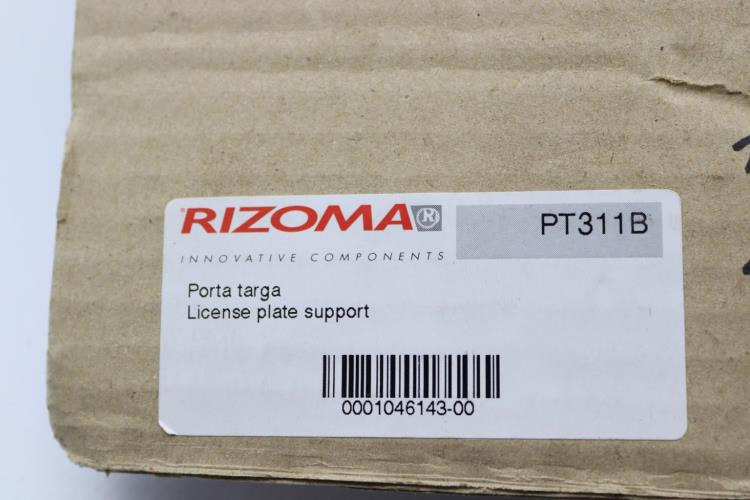 RIZOMA®
PT311B
INNOVATIVE COMPONENTS
Porta targa
License plate support
0001046143-00